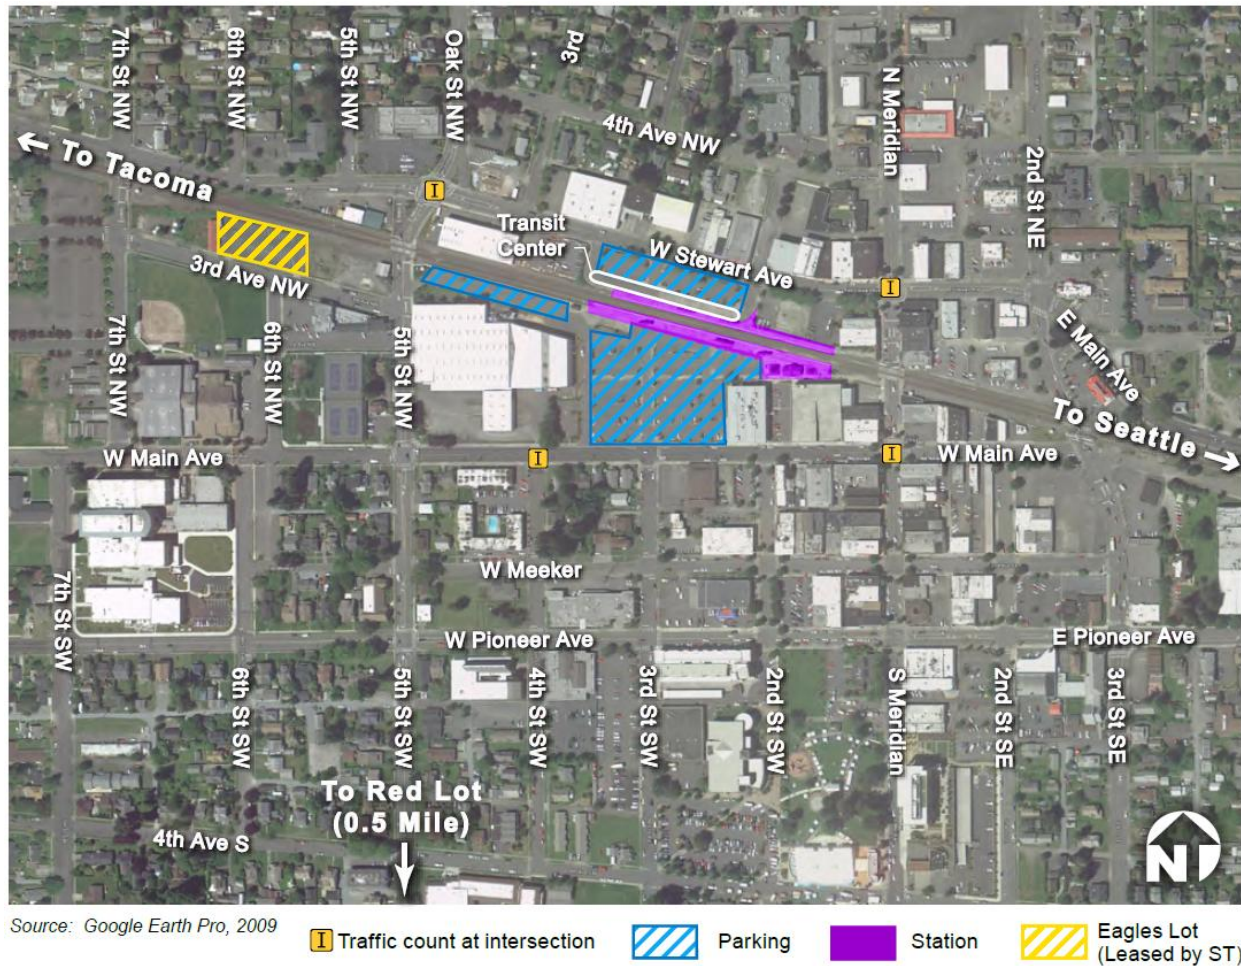 7th St NW
6th St NW
5th St NW
Oak St NW
3rd
N Meridian
4th Ave NW
2nd St NE
← To Tacoma
I
Transit
Center
W Stewart Ave
3rd Ave NW
I
E Main Ave
7th St NW
6th St NW
5th St NW
To Seattle →
W Main Ave
I
I
W Main Ave
W Meeker
7th St SW
W Pioneer Ave
E Pioneer Ave
6th St SW
5th St SW
4th St SW
3rd St SW
2nd St SW
S Meridian
2nd St SE
3rd St SE
To Red Lot
(0.5 Mile)
4th Ave S
N
Source: Google Earth Pro, 2009
I Traffic count at intersection
Parking
Station
Eagles Lot
(Leased by ST)